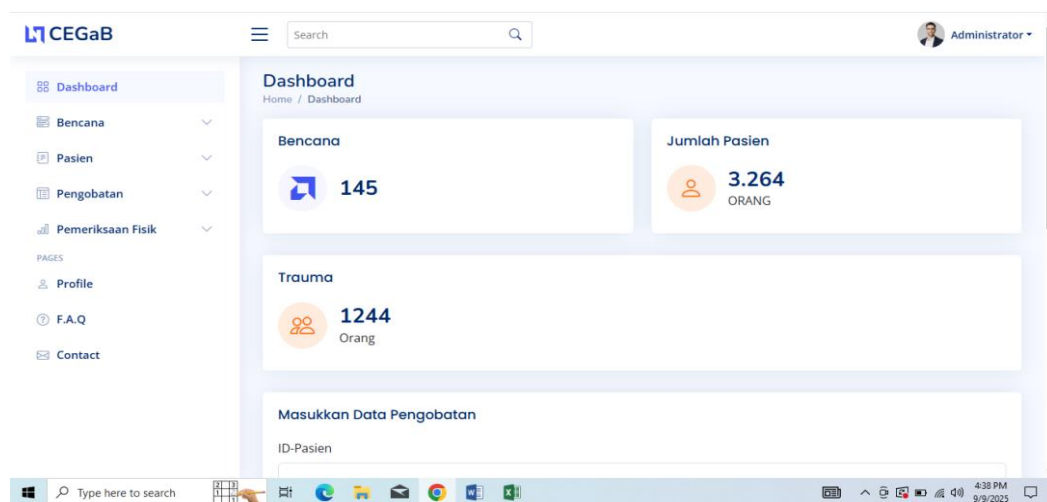 CEGaB
Search
Administrator
Dashboard
Bencana
Pasien
Pengobatan
Pemeriksaan Fisik
PAGES
Profile
F.A.Q
Contact
Dashboard
Home / Dashboard
Bencana
145
Jumlah Pasien
3.264
ORANG
Trauma
1244
Orang
Masukkan Data Pengobatan
ID-Pasien
Type here to search
4:38 PM
9/9/2025